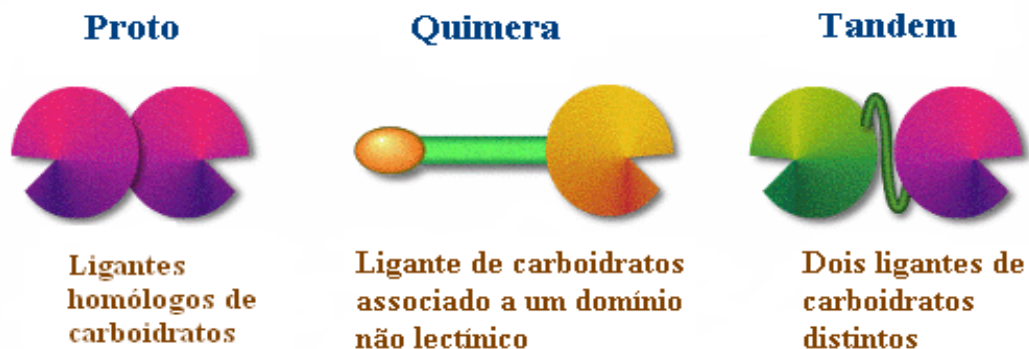 Proto
Quimera
Tandem
Ligantes
homólogos de
carboidratos
Ligante de carboidratos
associado a um domínio
não lectínico
Dois ligantes de
carboidratos
distintos